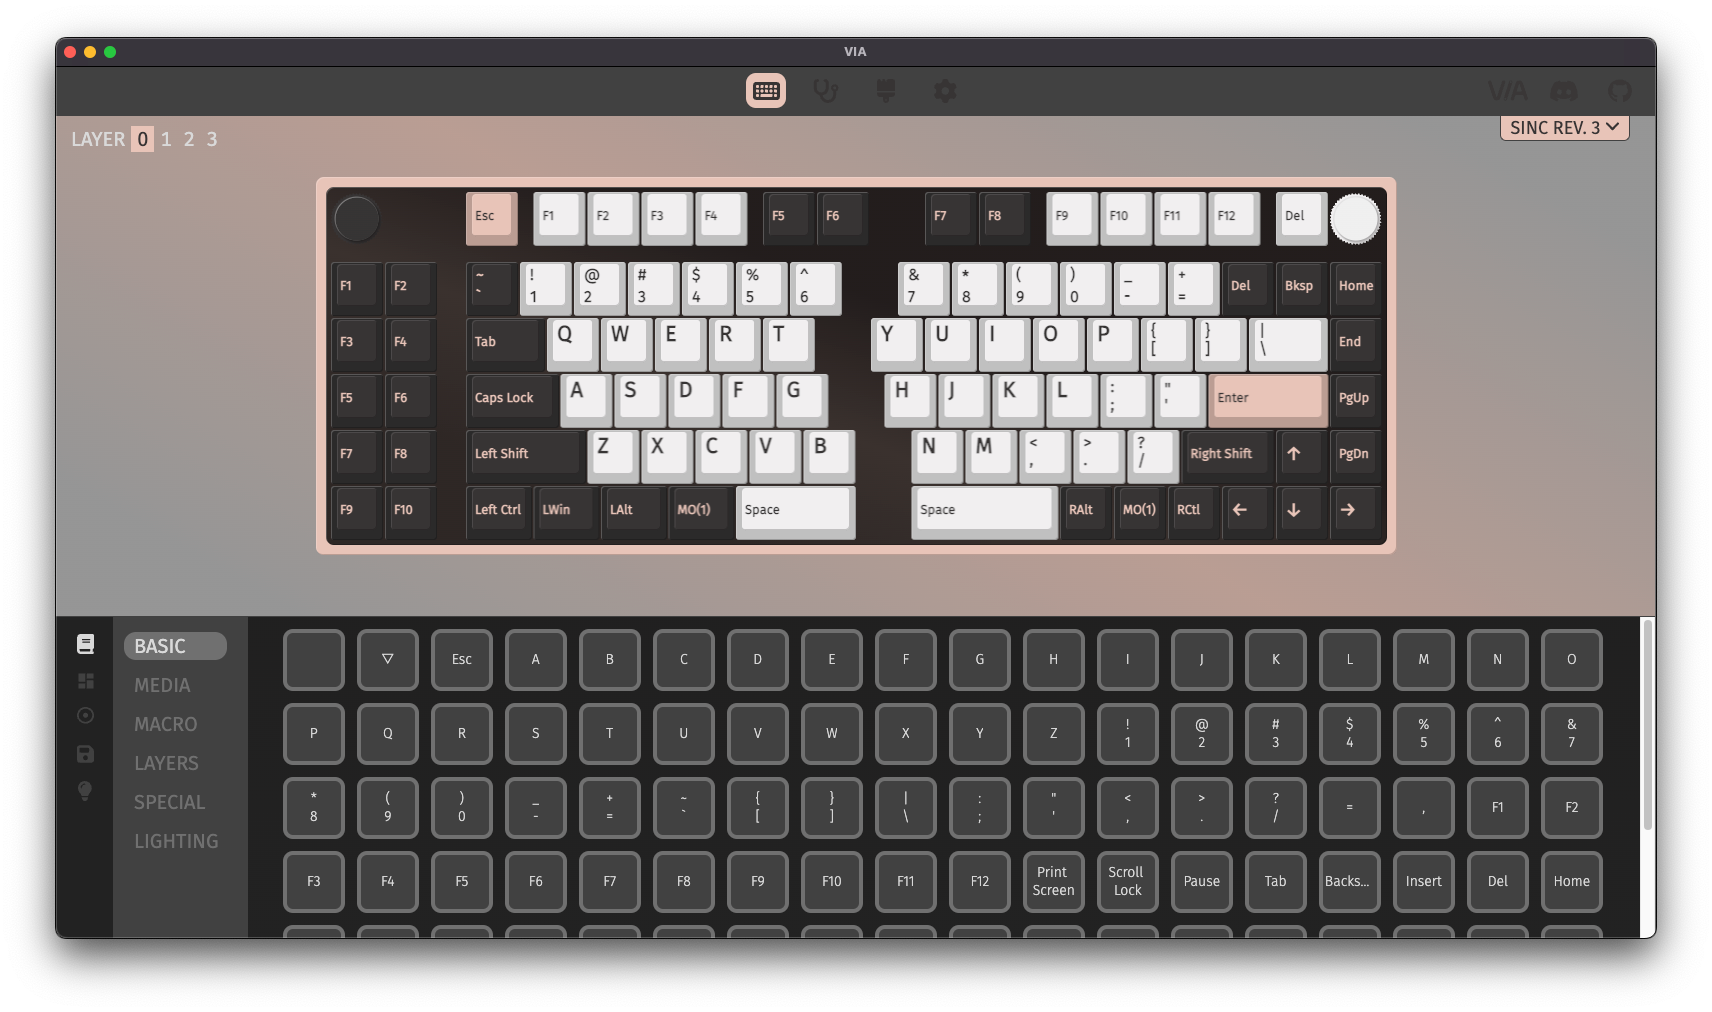 VIA
VIA
LAYER 0 1 2 3
SINC REV. 3
Esc F1 F2 F3 F4 F5 F6 F7 F8 F9 F10 F11 F12 Del
F1 F2 ~ ` ! 1 @ 2 # 3 $ 4 % 5 ^ 6 & 7 * 8 ( 9 ) 0 _ - + = Del Bksp Home
F3 F4 Tab Q W E R T Y U I O P { [ } ] | \ End
F5 F6 Caps Lock A S D F G H J K L : ; " ' Enter PgUp
F7 F8 Left Shift Z X C V B N M < , > . ? / Right Shift ↑ PgDn
F9 F10 Left Ctrl LWin LAlt MO(1) Space Space RAlt MO(1) RCtl ← ↓ →
BASIC
MEDIA
MACRO
LAYERS
SPECIAL
LIGHTING
▽ Esc A B C D E F G H I J K L M N O
P Q R S T U V W X Y Z ! 1 @ 2 # 3 $ 4 % 5 ^ 6 & 7
* 8 ( 9 ) 0 _ - + = ~ ` { [ } ] | \ : ; " ' < , > . ? / = , F1 F2
F3 F4 F5 F6 F7 F8 F9 F10 F11 F12 Print Screen Scroll Lock Pause Tab Backs... Insert Del Home